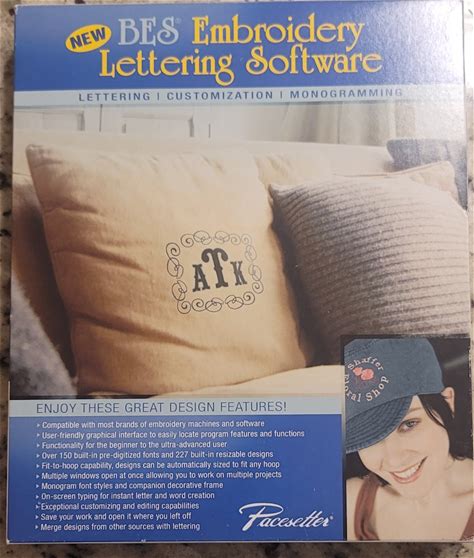 NEW BES® Embroidery
Lettering Software
LETTERING | CUSTOMIZATION | MONOGRAMMING
ATK
Shaffer
ral Shop
ENJOY THESE GREAT DESIGN FEATURES!
▸ Compatible with most brands of embroidery machines and software
▸ User-friendly graphical interface to easily locate program features and functions
▸ Functionality for the beginner to the ultra-advanced user
▸ Over 150 built-in pre-digitized fonts and 227 built-in resizable designs
▸ Fit-to-hoop capability, designs can be automatically sized to fit any hoop
▸ Multiple windows open at once allowing you to work on multiple projects
▸ Monogram font styles and companion decorative frame
▸ On-screen typing for instant letter and word creation
▸ Exceptional customizing and editing capabilities
▸ Save your work and open it where you left off
▸ Merge designs from other sources with lettering
Pacesetter